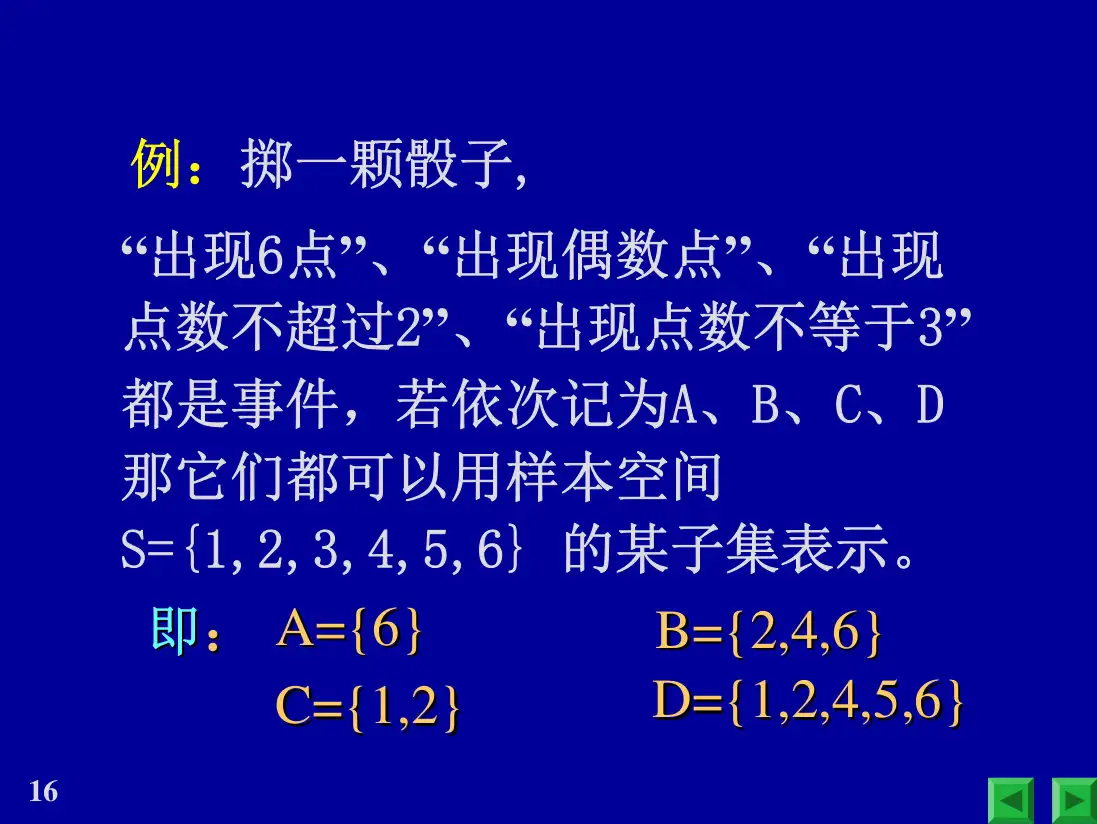 例：掷一颗骰子,
“出现6点”、“出现偶数点”、“出现
点数不超过2”、“出现点数不等于3”
都是事件，若依次记为A、B、C、D
那它们都可以用样本空间
S={1,2,3,4,5,6} 的某子集表示。
即： A={6} B={2,4,6}
C={1,2} D={1,2,4,5,6}
16